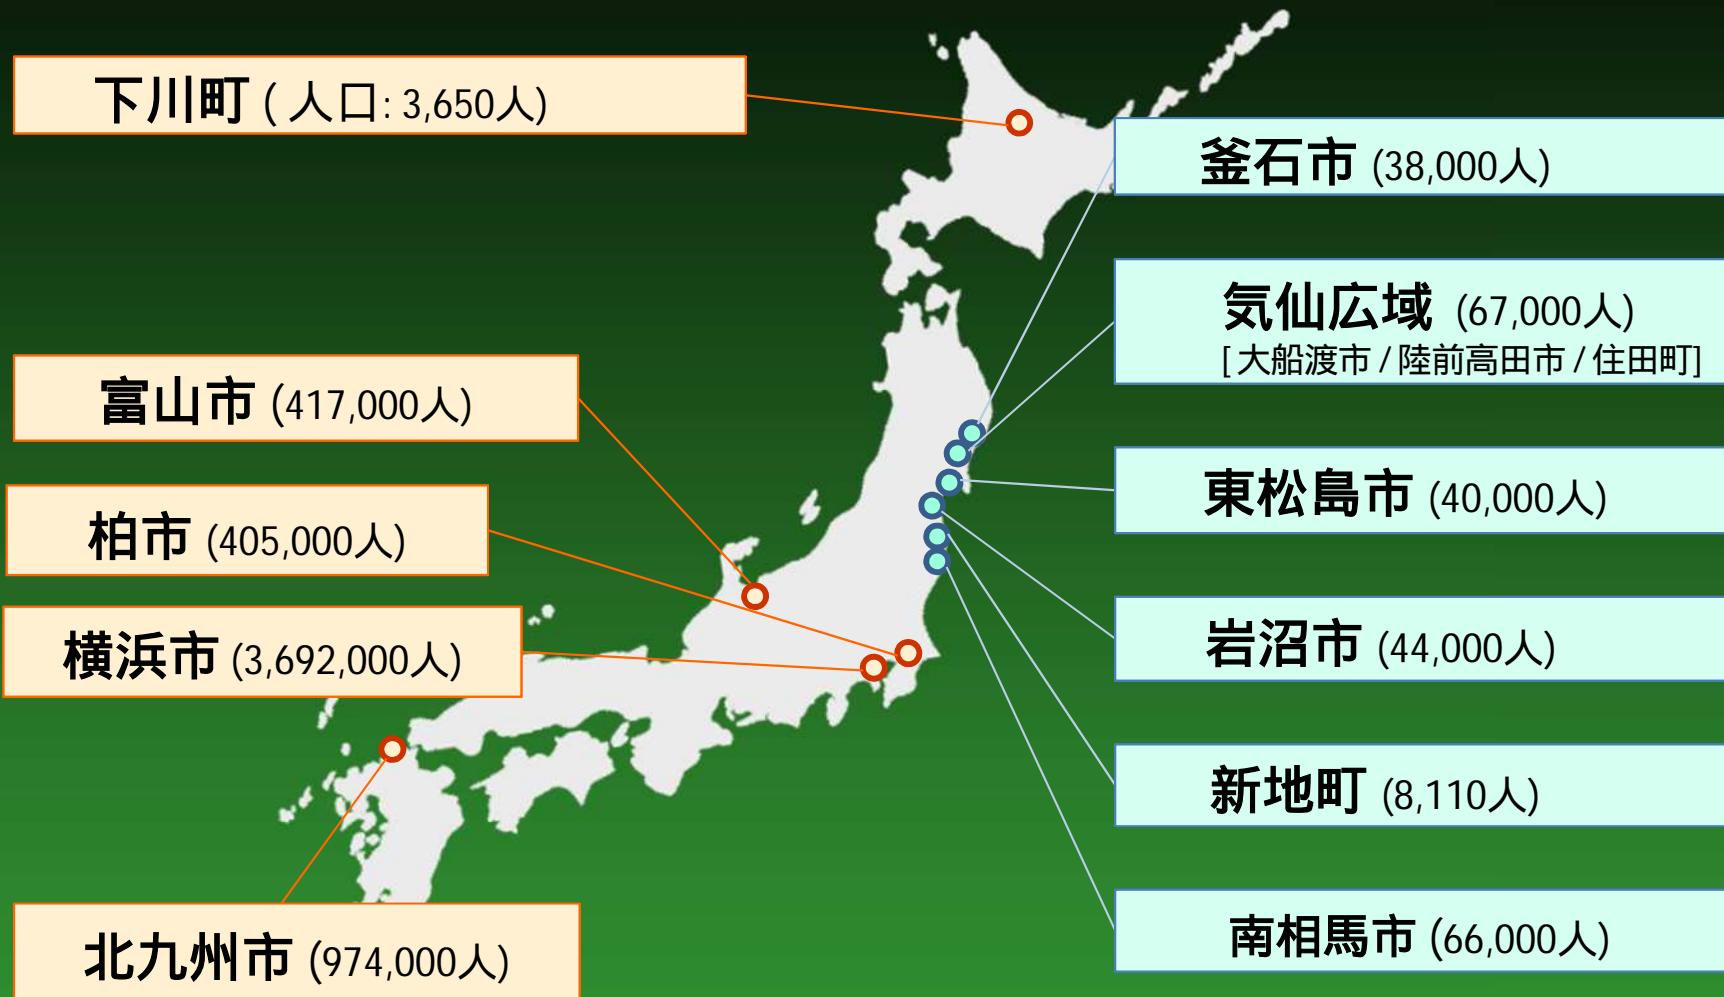 下川町 ( 人口: 3,650人)
富山市 (417,000人)
柏市 (405,000人)
横浜市 (3,692,000人)
北九州市 (974,000人)
釜石市 (38,000人)
気仙広域 (67,000人)
[大船渡市 / 陸前高田市 / 住田町]
東松島市 (40,000人)
岩沼市 (44,000人)
新地町 (8,110人)
南相馬市 (66,000人)